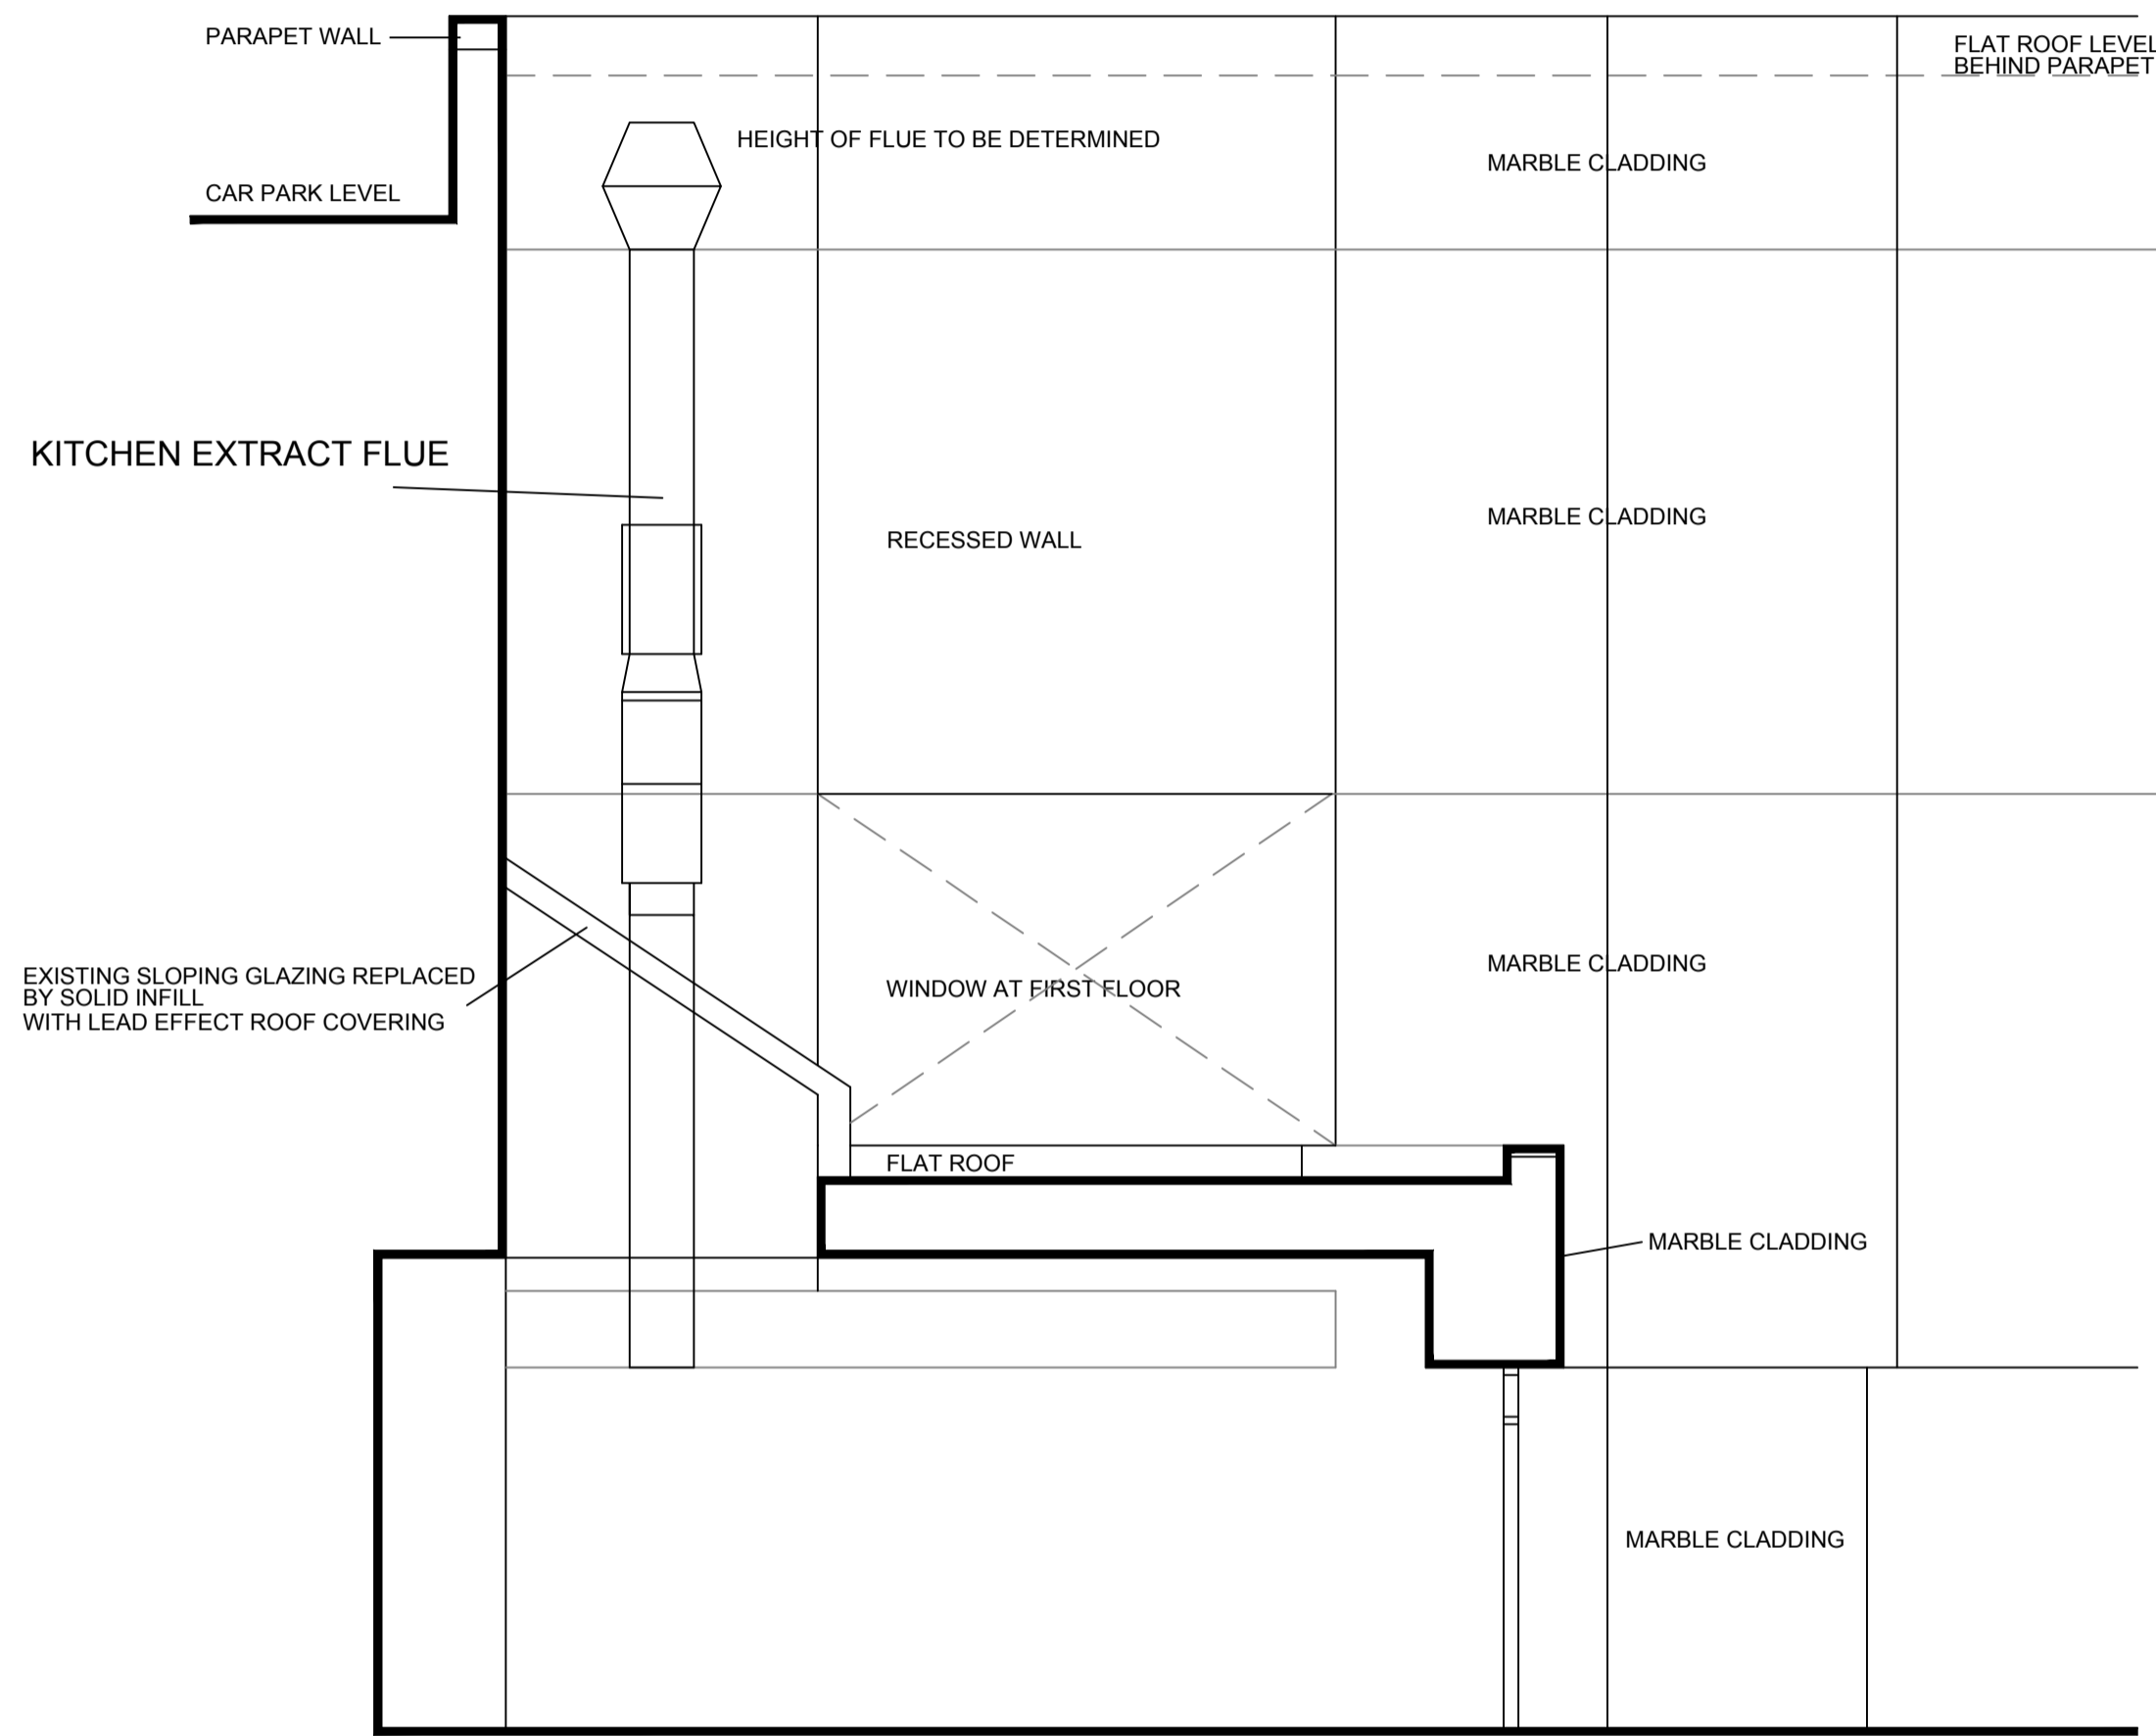 PARAPET WALL
FLAT ROOF LEVEL
BEHIND PARAPET
HEIGHT OF FLUE TO BE DETERMINED
MARBLE CLADDING
CAR PARK LEVEL
KITCHEN EXTRACT FLUE
MARBLE CLADDING
RECESSED WALL
MARBLE CLADDING
EXISTING SLOPING GLAZING REPLACED
BY SOLID INFILL
WITH LEAD EFFECT ROOF COVERING
WINDOW AT FIRST FLOOR
FLAT ROOF
MARBLE CLADDING
MARBLE CLADDING